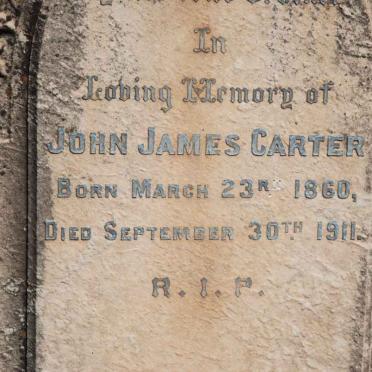 In
Loving Memory of
JOHN JAMES CARTER
BORN MARCH 23RD 1860,
DIED SEPTEMBER 30TH 1911.
R. I. P.